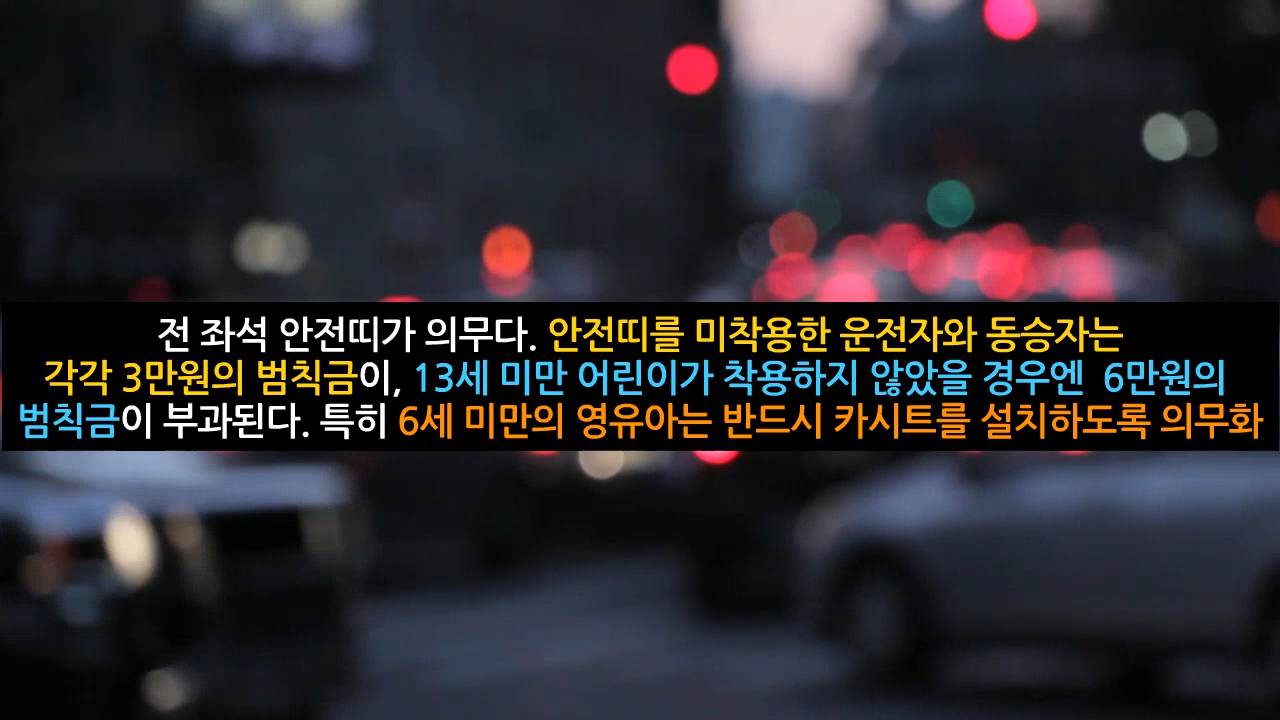 전 좌석 안전띠가 의무다. 안전띠를 미착용한 운전자와 동승자는
각각 3만원의 범칙금이, 13세 미만 어린이가 착용하지 않았을 경우엔 6만원의
범칙금이 부과된다. 특히 6세 미만의 영유아는 반드시 카시트를 설치하도록 의무화